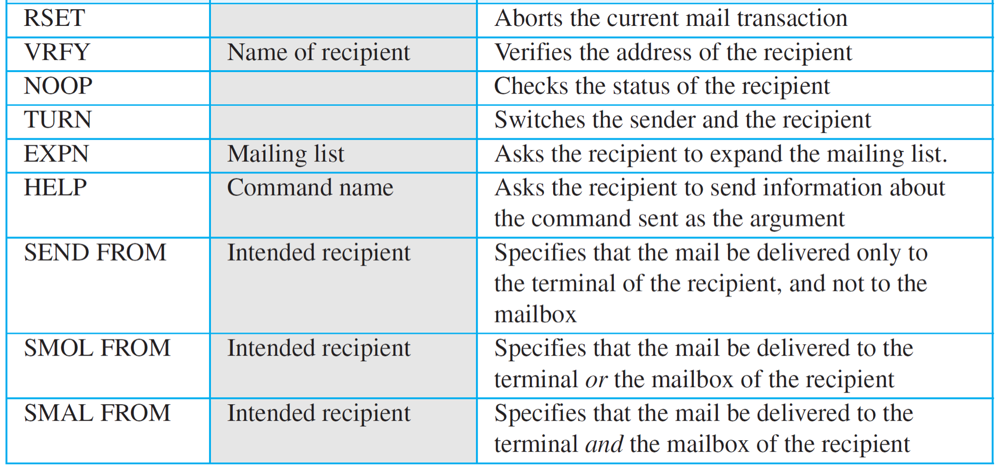 RSET Aborts the current mail transaction
VRFY Name of recipient Verifies the address of the recipient
NOOP Checks the status of the recipient
TURN Switches the sender and the recipient
EXPN Mailing list Asks the recipient to expand the mailing list.
HELP Command name Asks the recipient to send information about
the command sent as the argument
SEND FROM Intended recipient Specifies that the mail be delivered only to
the terminal of the recipient, and not to the
mailbox
SMOL FROM Intended recipient Specifies that the mail be delivered to the
terminal or the mailbox of the recipient
SMAL FROM Intended recipient Specifies that the mail be delivered to the
terminal and the mailbox of the recipient